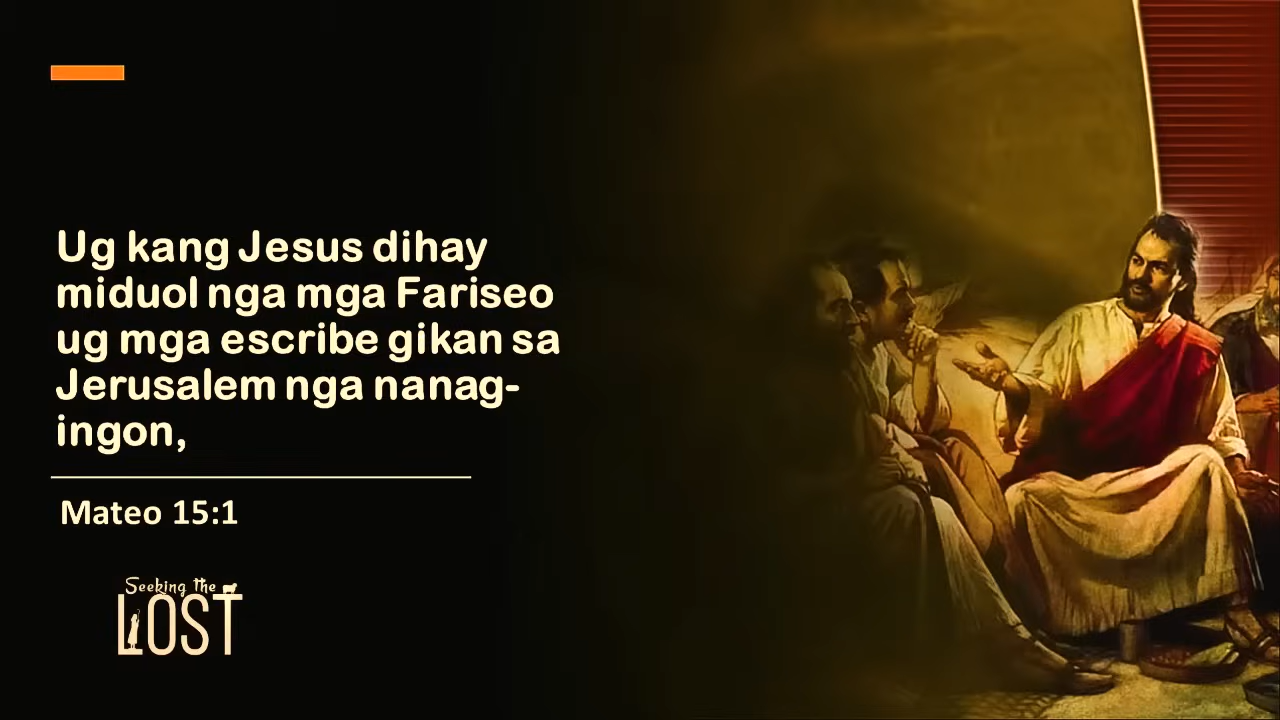 Ug kang Jesus dihay
miduol nga mga Fariseo
ug mga escribe gikan sa
Jerusalem nga nanag-
ingon,
Mateo 15:1
Seeking the
LOST